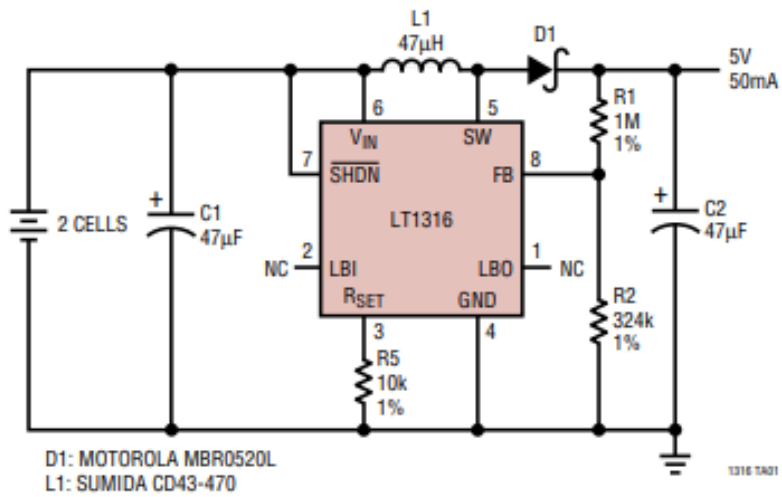 L1
47µH
D1
5V
50mA
6
5
VIN
SW
R1
1M
1%
7
SHDN
FB
8
2 CELLS
+
C1
47µF
LT1316
+
C2
47µF
NC
2
LBI
LBO
1
NC
RSET
GND
R2
324k
1%
3
4
R5
10k
1%
D1: MOTOROLA MBR0520L
L1: SUMIDA CD43-470
1316 TA01